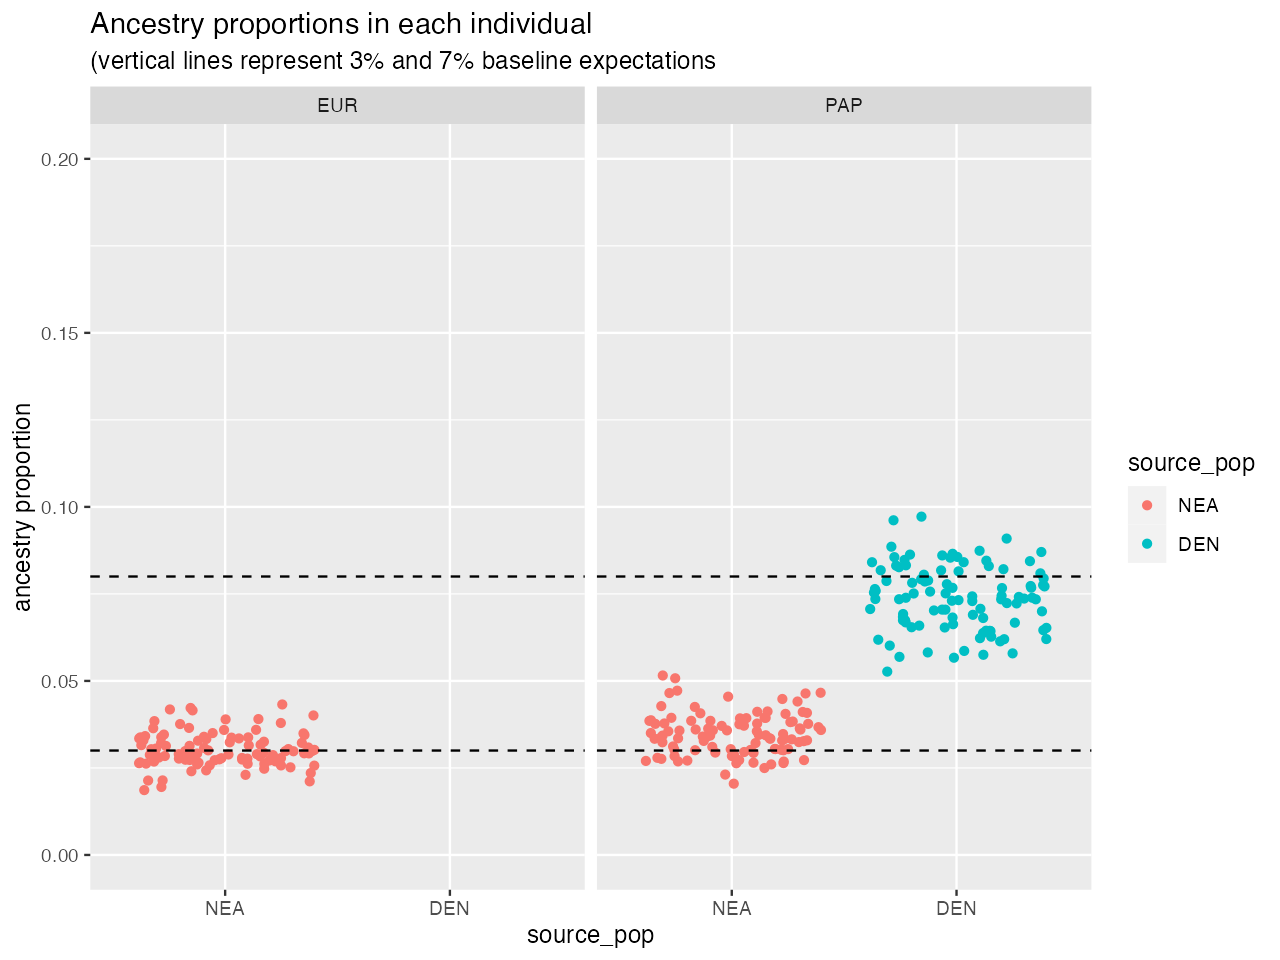 Ancestry proportions in each individual
(vertical lines represent 3% and 7% baseline expectations
EUR
PAP
0.20
0.15
0.10
0.05
0.00
ancestry proportion
NEA
DEN
NEA
DEN
source_pop
source_pop
NEA
DEN